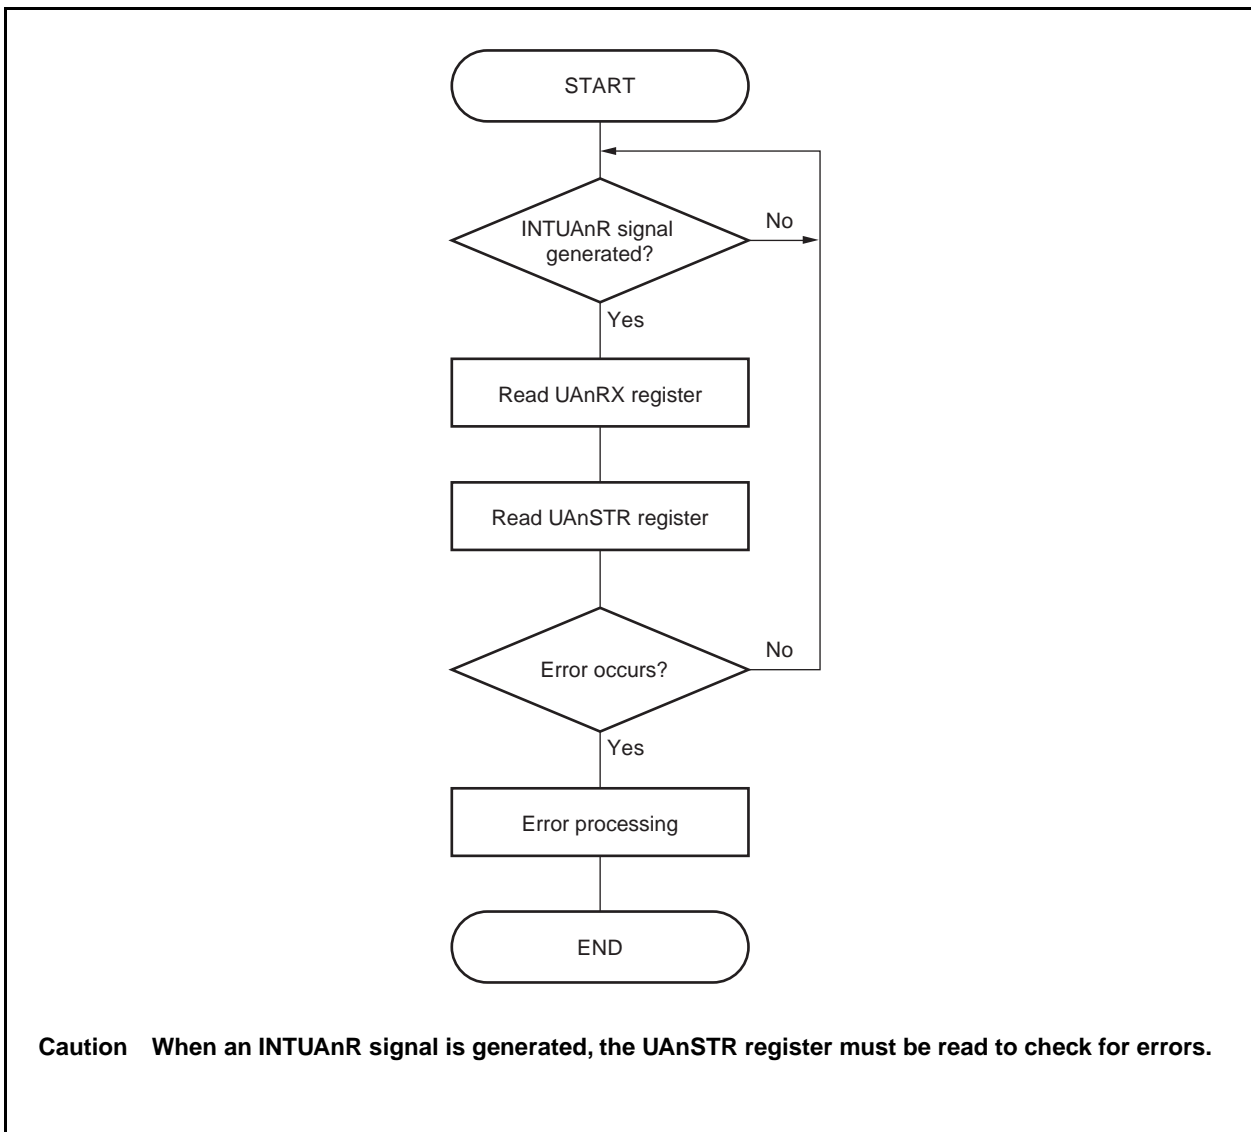 START
INTUAnR signal
generated?
No
Yes
Read UAnRX register
Read UAnSTR register
Error occurs?
No
Yes
Error processing
END
Caution When an INTUAnR signal is generated, the UAnSTR register must be read to check for errors.